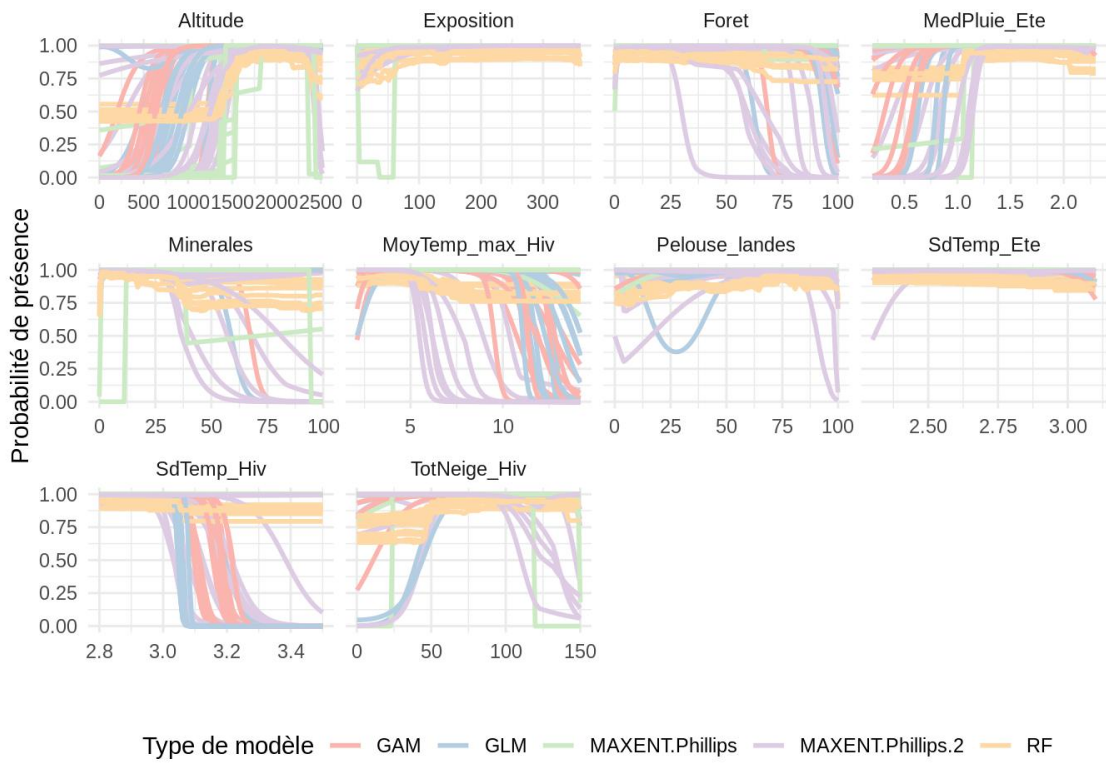 Altitude Exposition Foret MedPluie_Ete
1.00
0.75
0.50
0.25
0.00
0 500 1000 1500 2000 2500 0 100 200 300 0 25 50 75 100 0.5 1.0 1.5 2.0
Probabilité de présence
Minerales MoyTemp_max_Hiv Pelouse_landes SdTemp_Ete
1.00
0.75
0.50
0.25
0.00
0 25 50 75 100 5 10 0 25 50 75 100 2.50 2.75 3.00
SdTemp_Hiv TotNeige_Hiv
1.00
0.75
0.50
0.25
0.00
2.8 3.0 3.2 3.4 0 50 100 150
Type de modèle GAM GLM MAXENT.Phillips MAXENT.Phillips.2 RF